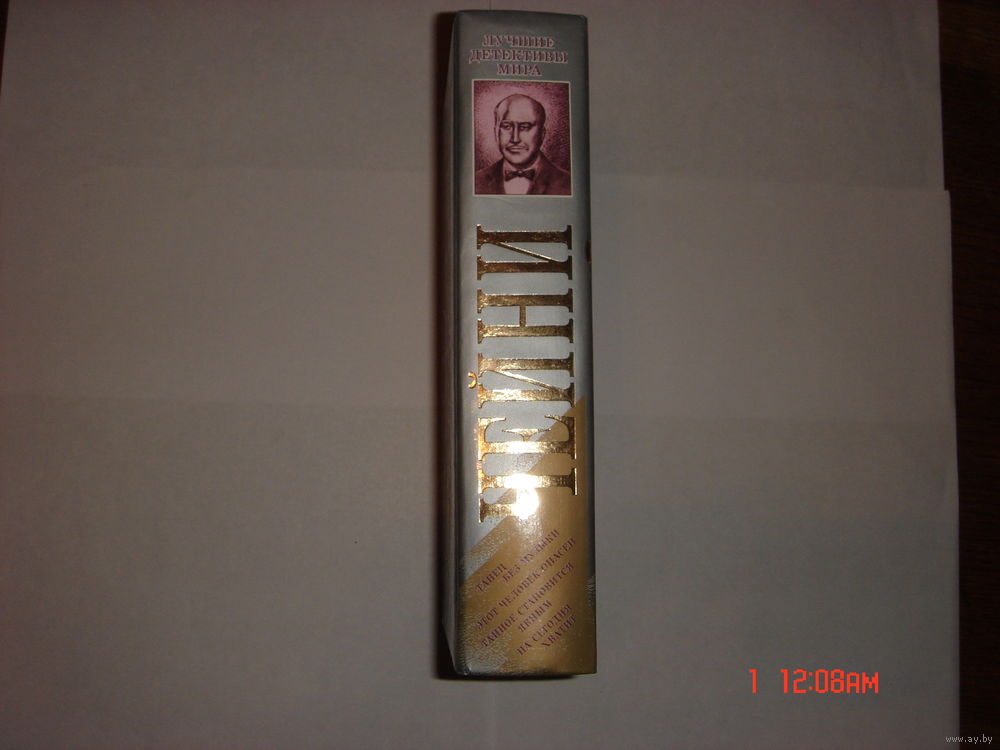 ЛУЧШИЕ
ДЕТЕКТИВЫ
МИРА
ЧЕЙНИ
ТАНЕЦ
БЕЗ МУЗЫКИ
ЭТОТ ЧЕЛОВЕК ОПАСЕН
ТАЙНОЕ СТАНОВИТСЯ
ЯВНЫМ
НА СЕГОДНЯ
ХВАТИТ
1 12:08AM
www.ay.by